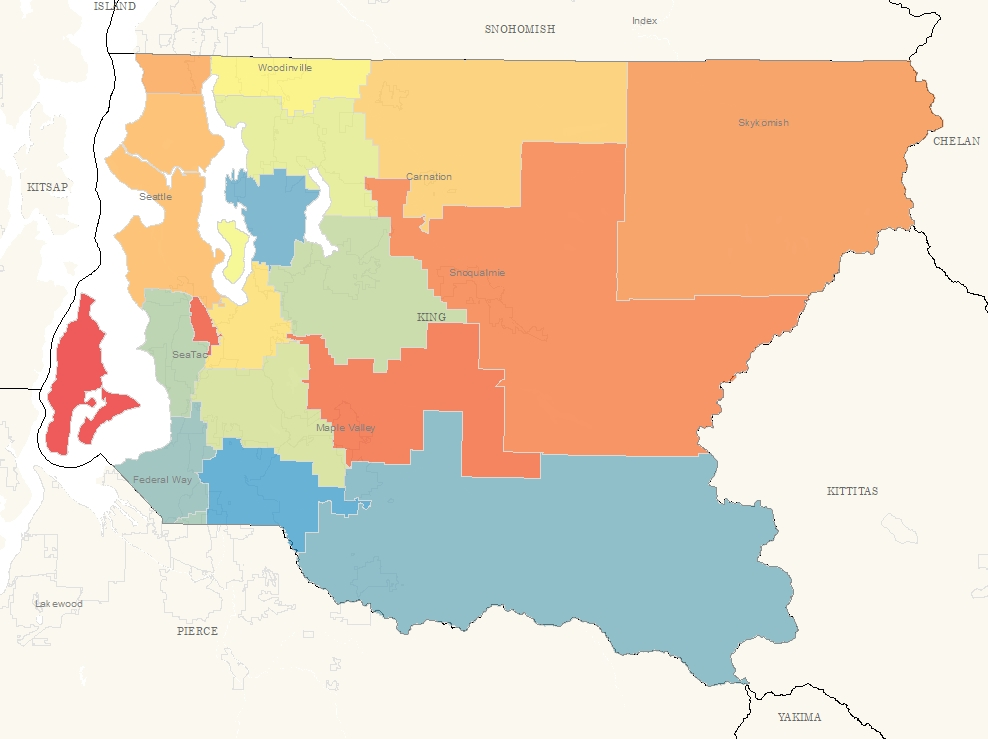 ISLAND
Index
SNOHOMISH
Woodinville
Skykomish
CHELAN
Carnation
KITSAP
Seattle
Snoqualmie
KING
SeaTac
Maple Valley
Federal Way
KITTITAS
Lakewood
PIERCE
YAKIMA